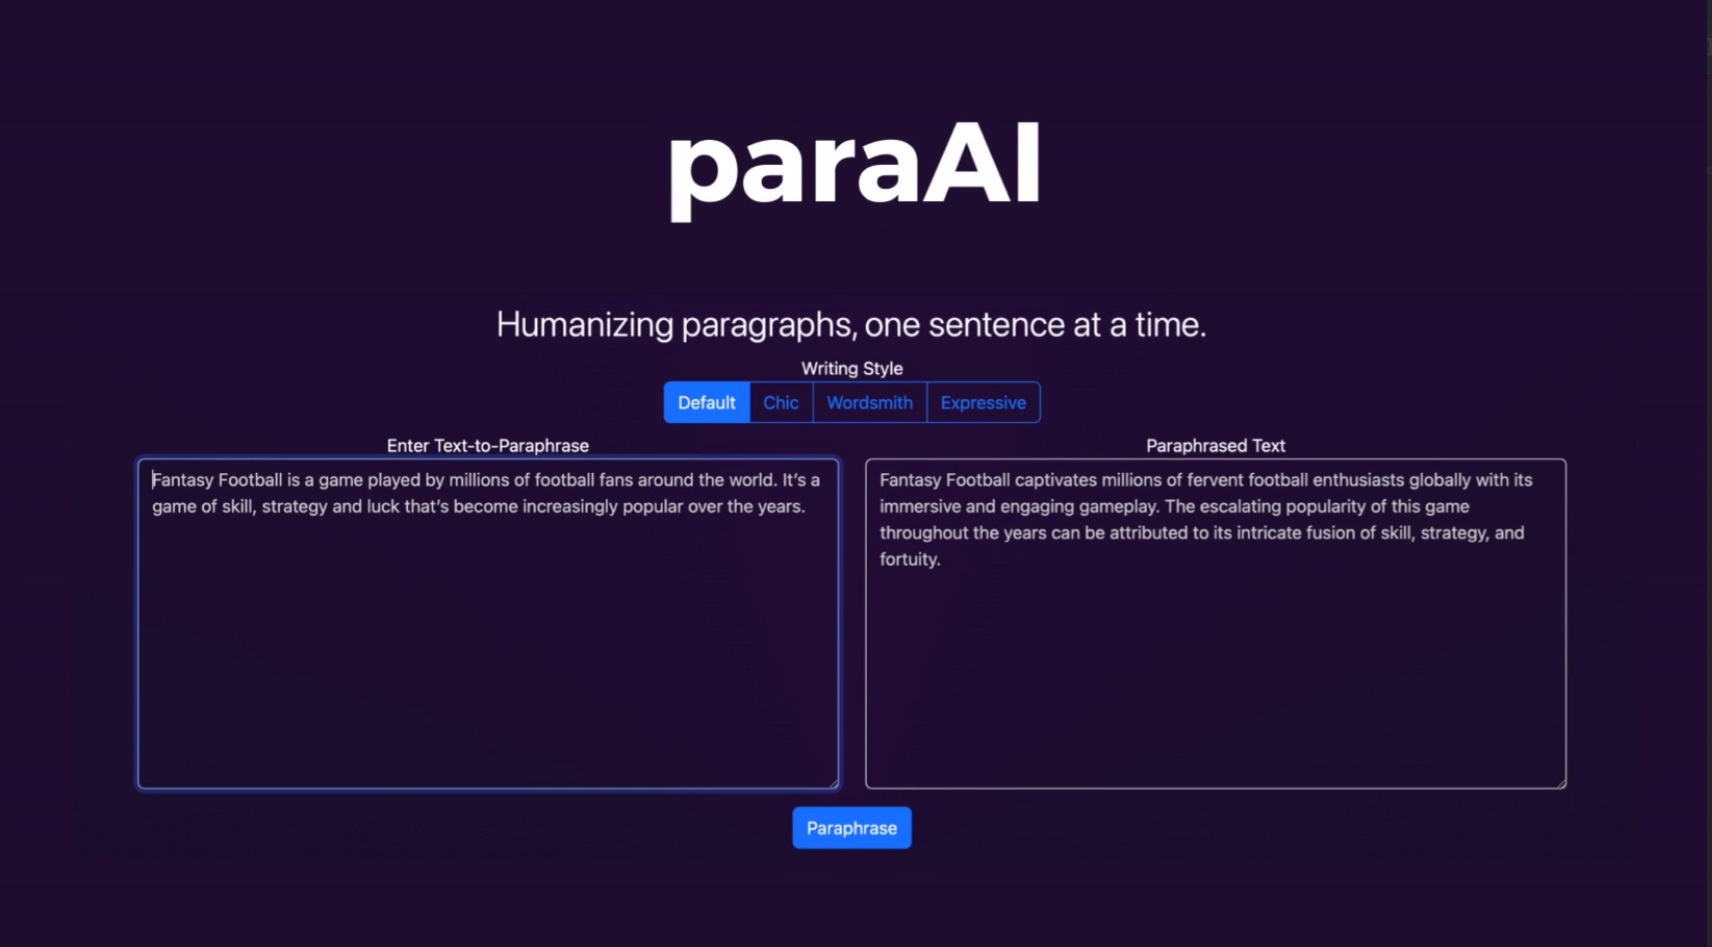 paraAI
Humanizing paragraphs, one sentence at a time.
Writing Style
Default Chic Wordsmith Expressive
Enter Text-to-Paraphrase
Fantasy Football is a game played by millions of football fans around the world. It’s a
game of skill, strategy and luck that’s become increasingly popular over the years.
Paraphrased Text
Fantasy Football captivates millions of fervent football enthusiasts globally with its
immersive and engaging gameplay. The escalating popularity of this game
throughout the years can be attributed to its intricate fusion of skill, strategy, and
fortuity.
Paraphrase